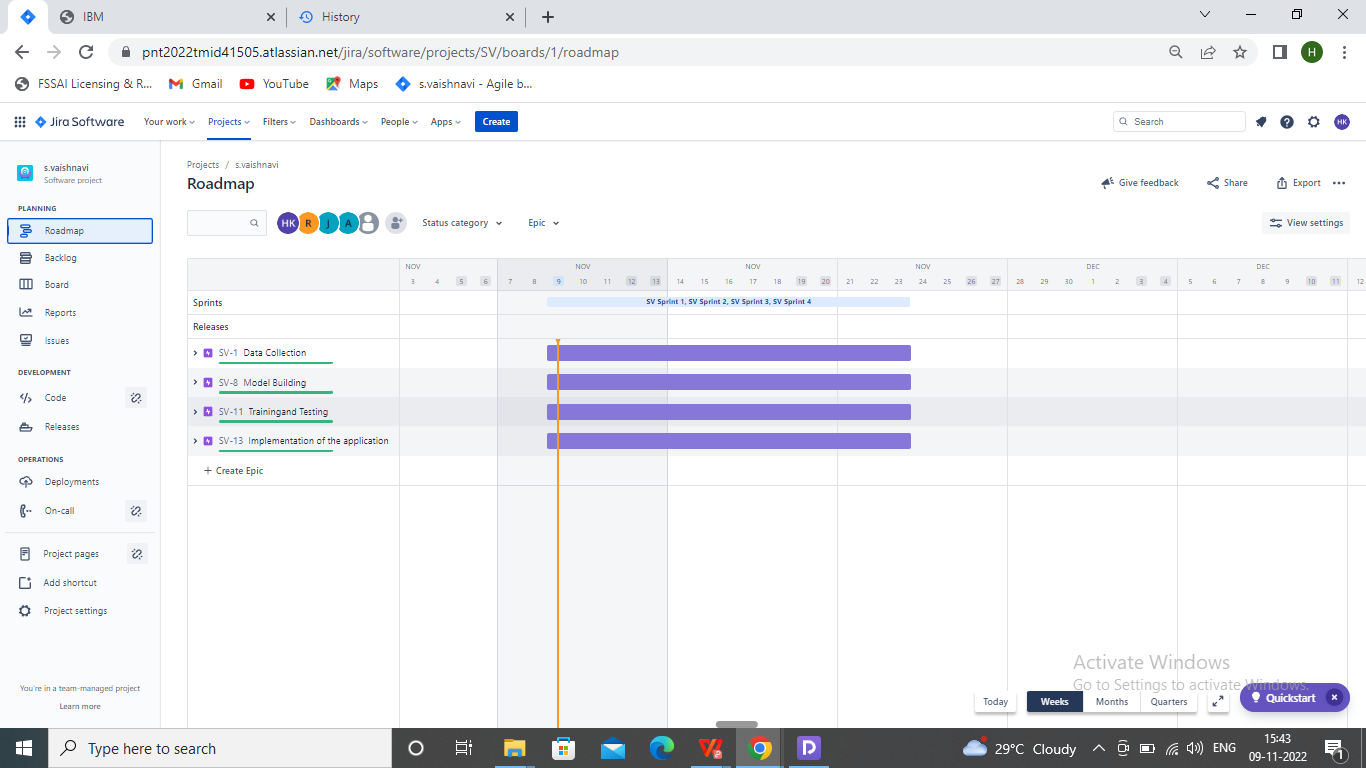 IBM
History
pnt2022tmid41505.atlassian.net/jira/software/projects/SV/boards/1/roadmap
H
FSSAI Licensing & R...
Gmail
YouTube
Maps
s.vaishnavi - Agile b...
Jira Software
Your work
Projects
Filters
Dashboards
People
Apps
Create
Search
HK
s.vaishnavi
Software project
PLANNING
Roadmap
Backlog
Board
Reports
Issues
DEVELOPMENT
Code
Releases
OPERATIONS
Deployments
On-call
Project pages
Add shortcut
Project settings
You're in a team-managed project
Learn more
Projects / s.vaishnavi
Roadmap
Give feedback
Share
Export
HK R J A
Status category
Epic
View settings
NOV NOV NOV NOV DEC DEC
3 4 5 6 7 8 9 10 11 12 13 14 15 16 17 18 19 20 21 22 23 24 25 26 27 28 29 30 1 2 3 4 5 6 7 8 9 10 11 12
Sprints
SV Sprint 1, SV Sprint 2, SV Sprint 3, SV Sprint 4
Releases
SV-1 Data Collection
SV-8 Model Building
SV-11 Trainingand Testing
SV-13 Implementation of the application
+ Create Epic
Activate Windows
Go to Settings to activate Windows.
Today
Weeks
Months
Quarters
Quickstart
Type here to search
29°C Cloudy
ENG
15:43
09-11-2022
1